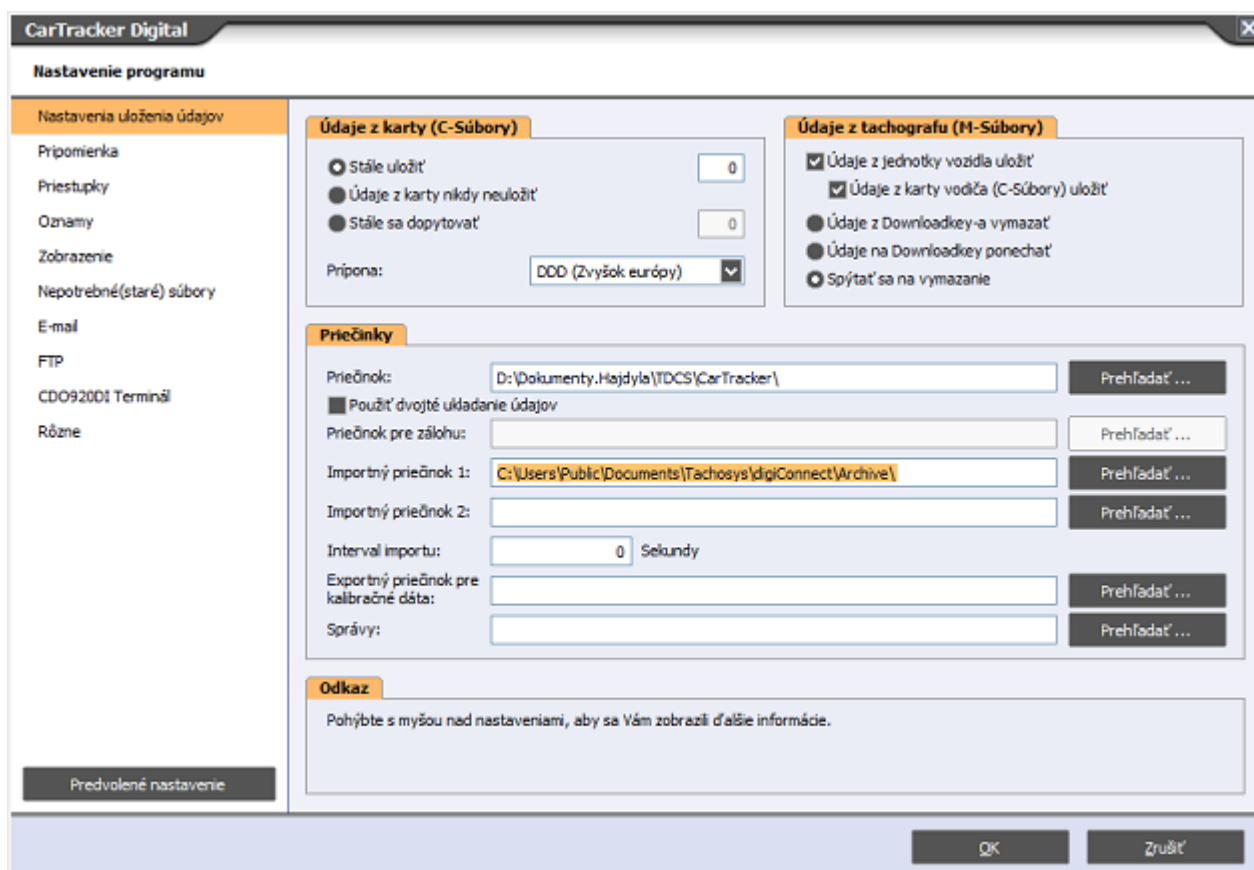 CarTracker Digital
Nastavenie programu
Nastavenia uloženia údajov
Pripomienka
Priestupky
Oznamy
Zobrazenie
Nepotrebné(staré) súbory
E-mail
FTP
CDO920DI Terminál
Rôzne
Predvolené nastavenie
Údaje z karty (C-Súbory)
Stále uložiť 0
Údaje z karty nikdy neuložiť
Stále sa dopytovať 0
Prípona: DDD (Zvyšok európy)
Údaje z tachografu (M-Súbory)
Údaje z jednotky vozidla uložiť
Údaje z karty vodiča (C-Súbory) uložiť
Údaje z Downloadkey-a vymazať
Údaje na Downloadkey ponechať
Spýtať sa na vymazanie
Priečinky
Priečinok: D:\Dokumenty.Hajdyla\TDCS\CarTracker\ Prehľadať ...
Použiť dvojté ukladanie údajov
Priečinok pre zálohu: Prehľadať ...
Importný priečinok 1: C:\Users\Public\Documents\Tachosys\digiConnect\Archive\ Prehľadať ...
Importný priečinok 2: Prehľadať ...
Interval importu: 0 Sekundy
Exportný priečinok pre
kalibračné dáta: Prehľadať ...
Správy: Prehľadať ...
Odkaz
Pohýbte s myšou nad nastaveniami, aby sa Vám zobrazili ďalšie informácie.
OK Zrušiť